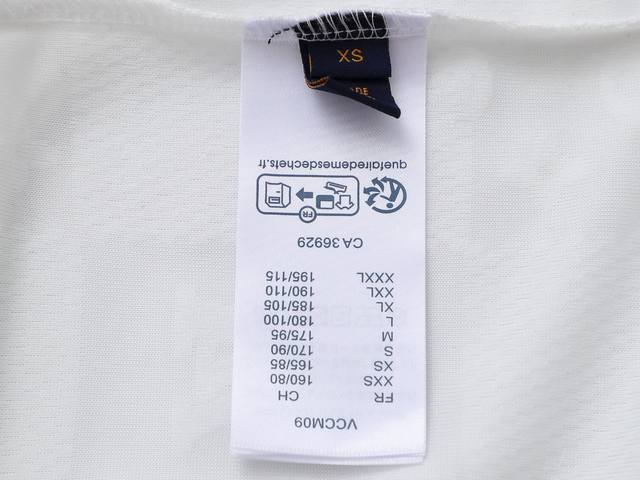 VCCM09
FR CH
XXS 160/80
XS 165/85
S 170/90
M 175/95
L 180/100
XL 185/105
XXL 190/110
XXXL 195/115
CA 36929
FR
quefairedemesdechets.fr
XS